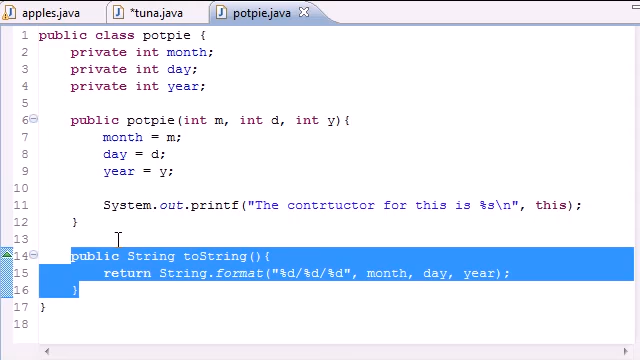 apples.java *tuna.java potpie.java
1 public class potpie {
2 private int month;
3 private int day;
4 private int year;
5
6 public potpie(int m, int d, int y){
7 month = m;
8 day = d;
9 year = y;
10
11 System.out.printf("The contrtuctor for this is %s\n", this);
12 }
13
14 public String toString(){
15 return String.format("%d/%d/%d", month, day, year);
16 }
17 }
18